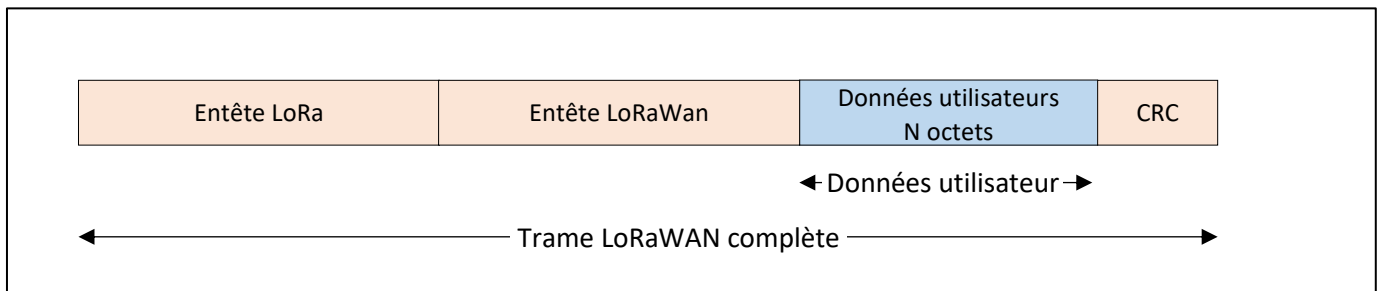 Entête LoRa
Entête LoRaWan
Données utilisateurs
N octets
CRC
Données utilisateur
Trame LoRaWAN complète